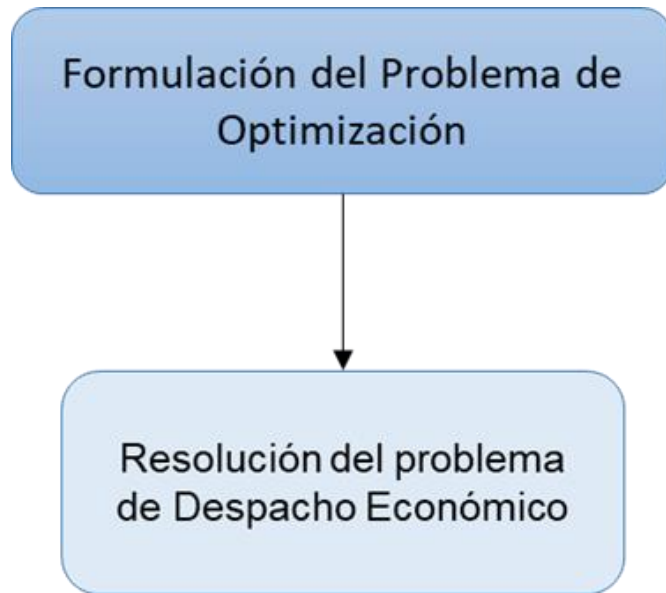 Formulación del Problema de
Optimización
Resolución del problema
de Despacho Económico